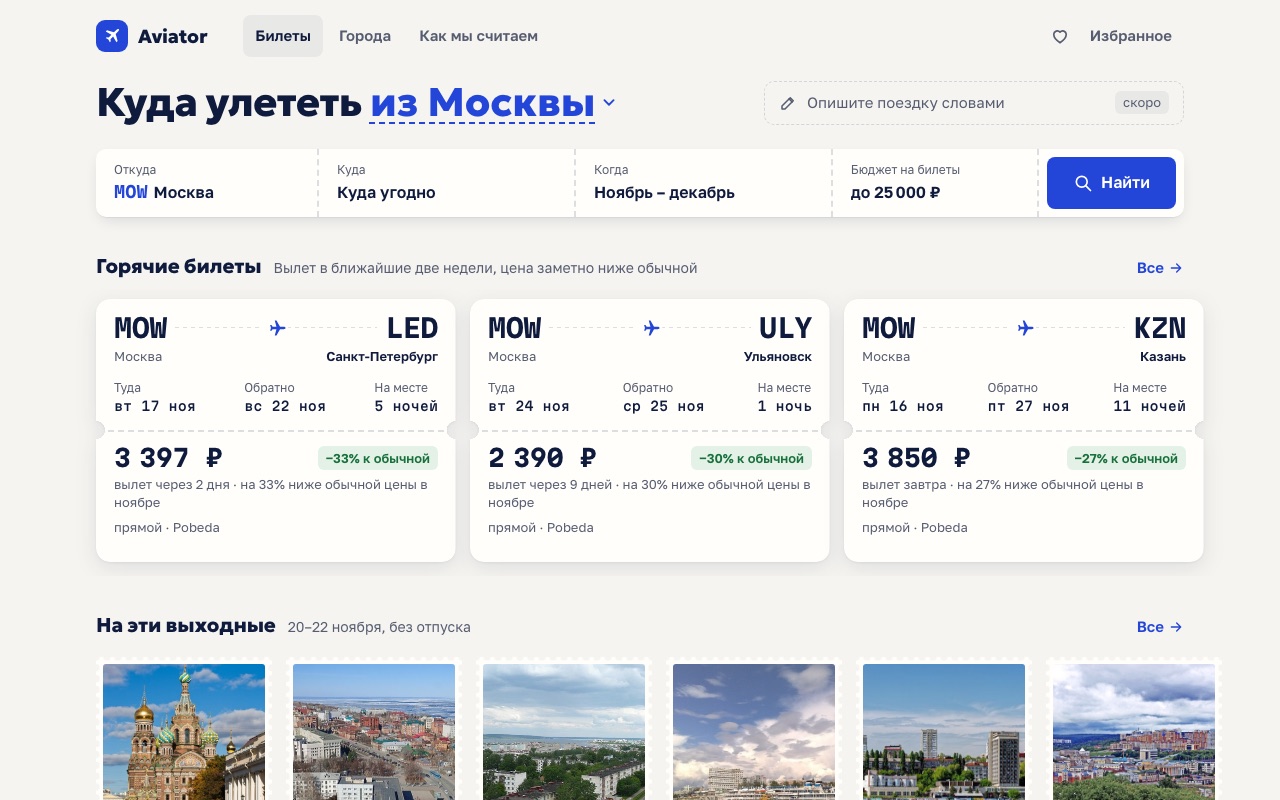 Aviator
Билеты
Города
Как мы считаем
Избранное
Куда улететь из Москвы
Опишите поездку словами
скоро
Откуда
MOW Москва
Куда
Куда угодно
Когда
Ноябрь – декабрь
Бюджет на билеты
до 25 000 ₽
Найти
Горячие билеты
Вылет в ближайшие две недели, цена заметно ниже обычной
Все →
MOW LED
Москва Санкт-Петербург
Туда Обратно На месте
вт 17 ноя вс 22 ноя 5 ночей
3 397 ₽ −33% к обычной
вылет через 2 дня · на 33% ниже обычной цены в
ноябре
прямой · Pobeda
MOW ULY
Москва Ульяновск
Туда Обратно На месте
вт 24 ноя ср 25 ноя 1 ночь
2 390 ₽ −30% к обычной
вылет через 9 дней · на 30% ниже обычной цены в
ноябре
прямой · Pobeda
MOW KZN
Москва Казань
Туда Обратно На месте
пн 16 ноя пт 27 ноя 11 ночей
3 850 ₽ −27% к обычной
вылет завтра · на 27% ниже обычной цены в
ноябре
прямой · Pobeda
На эти выходные
20–22 ноября, без отпуска
Все →